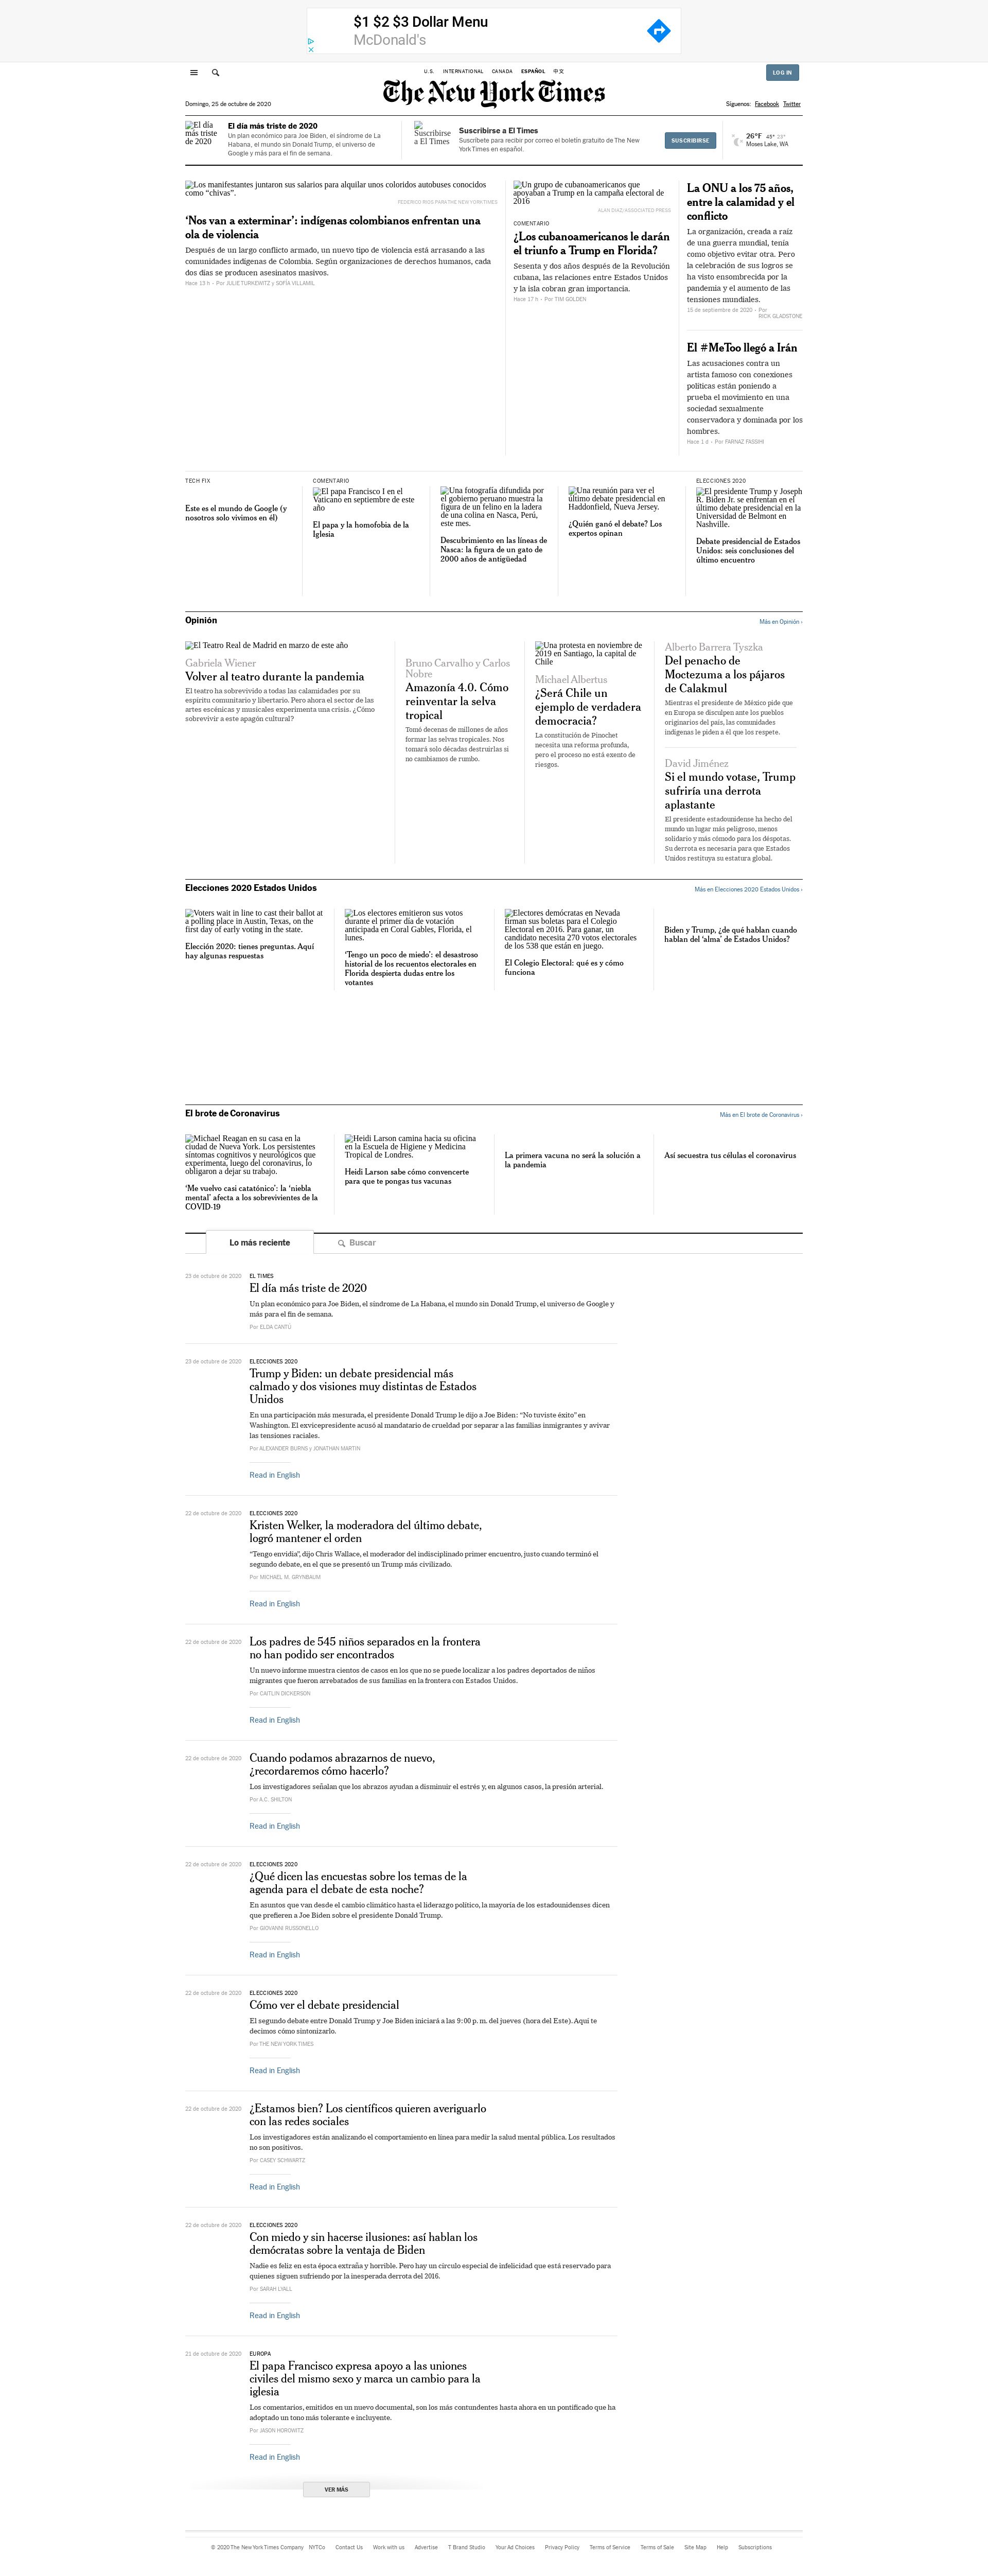 $1 $2 $3 Dollar Menu
McDonald's
U.S. INTERNATIONAL CANADA ESPAÑOL 中文
LOG IN
The New York Times
Domingo, 25 de octubre de 2020
Síguenos: Facebook Twitter
El día más triste de 2020
El día más triste de 2020
Un plan económico para Joe Biden, el síndrome de La Habana, el mundo sin Donald Trump, el universo de Google y más para el fin de semana.
Suscribirse a El Times
Suscribirse a El Times
Suscríbete para recibir por correo el boletín gratuito de The New York Times en español.
SUSCRIBIRSE
26°F 45° 23°
Moses Lake, WA
Los manifestantes juntaron sus salarios para alquilar unos coloridos autobuses conocidos como “chivas”.
FEDERICO RIOS PARA THE NEW YORK TIMES
‘Nos van a exterminar’: indígenas colombianos enfrentan una ola de violencia
Después de un largo conflicto armado, un nuevo tipo de violencia está arrasando a las comunidades indígenas de Colombia. Según organizaciones de derechos humanos, cada dos días se producen asesinatos masivos.
Hace 13 h - Por JULIE TURKEWITZ y SOFÍA VILLAMIL
Un grupo de cubanoamericanos que apoyaban a Trump en la campaña electoral de 2016
ALAN DIAZ/ASSOCIATED PRESS
COMENTARIO
¿Los cubanoamericanos le darán el triunfo a Trump en Florida?
Sesenta y dos años después de la Revolución cubana, las relaciones entre Estados Unidos y la isla cobran gran importancia.
Hace 17 h - Por TIM GOLDEN
La ONU a los 75 años, entre la calamidad y el conflicto
La organización, creada a raíz de una guerra mundial, tenía como objetivo evitar otra. Pero la celebración de sus logros se ha visto ensombrecida por la pandemia y el aumento de las tensiones mundiales.
15 de septiembre de 2020 - Por RICK GLADSTONE
El #MeToo llegó a Irán
Las acusaciones contra un artista famoso con conexiones políticas están poniendo a prueba el movimiento en una sociedad sexualmente conservadora y dominada por los hombres.
Hace 1 d - Por FARNAZ FASSIHI
TECH FIX
Este es el mundo de Google (y nosotros solo vivimos en él)
COMENTARIO
El papa Francisco I en el Vaticano en septiembre de este año
El papa y la homofobia de la Iglesia
Una fotografía difundida por el gobierno peruano muestra la figura de un felino en la ladera de una colina en Nasca, Perú, este mes.
Descubrimiento en las líneas de Nasca: la figura de un gato de 2000 años de antigüedad
Una reunión para ver el último debate presidencial en Haddonfield, Nueva Jersey.
¿Quién ganó el debate? Los expertos opinan
ELECCIONES 2020
El presidente Trump y Joseph R. Biden Jr. se enfrentan en el último debate presidencial en la Universidad de Belmont en Nashville.
Debate presidencial de Estados Unidos: seis conclusiones del último encuentro
Opinión
Más en Opinión ›
El Teatro Real de Madrid en marzo de este año
Gabriela Wiener
Volver al teatro durante la pandemia
El teatro ha sobrevivido a todas las calamidades por su espíritu comunitario y libertario. Pero ahora el sector de las artes escénicas y musicales experimenta una crisis. ¿Cómo sobrevivir a este apagón cultural?
Bruno Carvalho y Carlos Nobre
Amazonía 4.0. Cómo reinventar la selva tropical
Tomó decenas de millones de años formar las selvas tropicales. Nos tomará solo décadas destruirlas si no cambiamos de rumbo.
Una protesta en noviembre de 2019 en Santiago, la capital de Chile
Michael Albertus
¿Será Chile un ejemplo de verdadera democracia?
La constitución de Pinochet necesita una reforma profunda, pero el proceso no está exento de riesgos.
Alberto Barrera Tyszka
Del penacho de Moctezuma a los pájaros de Calakmul
Mientras el presidente de México pide que en Europa se disculpen ante los pueblos originarios del país, las comunidades indígenas le piden a él que los respete.
David Jiménez
Si el mundo votase, Trump sufriría una derrota aplastante
El presidente estadounidense ha hecho del mundo un lugar más peligroso, menos solidario y más cómodo para los déspotas. Su derrota es necesaria para que Estados Unidos restituya su estatura global.
Elecciones 2020 Estados Unidos
Más en Elecciones 2020 Estados Unidos ›
Voters wait in line to cast their ballot at a polling place in Austin, Texas, on the first day of early voting in the state.
Elección 2020: tienes preguntas. Aquí hay algunas respuestas
Los electores emitieron sus votos durante el primer día de votación anticipada en Coral Gables, Florida, el lunes.
‘Tengo un poco de miedo’: el desastroso historial de los recuentos electorales en Florida despierta dudas entre los votantes
Electores demócratas en Nevada firman sus boletas para el Colegio Electoral en 2016. Para ganar, un candidato necesita 270 votos electorales de los 538 que están en juego.
El Colegio Electoral: qué es y cómo funciona
Biden y Trump, ¿de qué hablan cuando hablan del ‘alma’ de Estados Unidos?
El brote de Coronavirus
Más en El brote de Coronavirus ›
Michael Reagan en su casa en la ciudad de Nueva York. Los persistentes síntomas cognitivos y neurológicos que experimenta, luego del coronavirus, lo obligaron a dejar su trabajo.
‘Me vuelvo casi catatónico’: la ‘niebla mental’ afecta a los sobrevivientes de la COVID-19
Heidi Larson camina hacia su oficina en la Escuela de Higiene y Medicina Tropical de Londres.
Heidi Larson sabe cómo convencerte para que te pongas tus vacunas
La primera vacuna no será la solución a la pandemia
Así secuestra tus células el coronavirus
Lo más reciente
Buscar
23 de octubre de 2020 EL TIMES
El día más triste de 2020
Un plan económico para Joe Biden, el síndrome de La Habana, el mundo sin Donald Trump, el universo de Google y más para el fin de semana.
Por ELDA CANTÚ
23 de octubre de 2020 ELECCIONES 2020
Trump y Biden: un debate presidencial más calmado y dos visiones muy distintas de Estados Unidos
En una participación más mesurada, el presidente Donald Trump le dijo a Joe Biden: “No tuviste éxito” en Washington. El exvicepresidente acusó al mandatario de crueldad por separar a las familias inmigrantes y avivar las tensiones raciales.
Por ALEXANDER BURNS y JONATHAN MARTIN
Read in English
22 de octubre de 2020 ELECCIONES 2020
Kristen Welker, la moderadora del último debate, logró mantener el orden
“Tengo envidia”, dijo Chris Wallace, el moderador del indisciplinado primer encuentro, justo cuando terminó el segundo debate, en el que se presentó un Trump más civilizado.
Por MICHAEL M. GRYNBAUM
Read in English
22 de octubre de 2020
Los padres de 545 niños separados en la frontera no han podido ser encontrados
Un nuevo informe muestra cientos de casos en los que no se puede localizar a los padres deportados de niños migrantes que fueron arrebatados de sus familias en la frontera con Estados Unidos.
Por CAITLIN DICKERSON
Read in English
22 de octubre de 2020
Cuando podamos abrazarnos de nuevo, ¿recordaremos cómo hacerlo?
Los investigadores señalan que los abrazos ayudan a disminuir el estrés y, en algunos casos, la presión arterial.
Por A.C. SHILTON
Read in English
22 de octubre de 2020 ELECCIONES 2020
¿Qué dicen las encuestas sobre los temas de la agenda para el debate de esta noche?
En asuntos que van desde el cambio climático hasta el liderazgo político, la mayoría de los estadounidenses dicen que prefieren a Joe Biden sobre el presidente Donald Trump.
Por GIOVANNI RUSSONELLO
Read in English
22 de octubre de 2020 ELECCIONES 2020
Cómo ver el debate presidencial
El segundo debate entre Donald Trump y Joe Biden iniciará a las 9:00 p. m. del jueves (hora del Este). Aquí te decimos cómo sintonizarlo.
Por THE NEW YORK TIMES
Read in English
22 de octubre de 2020
¿Estamos bien? Los científicos quieren averiguarlo con las redes sociales
Los investigadores están analizando el comportamiento en línea para medir la salud mental pública. Los resultados no son positivos.
Por CASEY SCHWARTZ
Read in English
22 de octubre de 2020 ELECCIONES 2020
Con miedo y sin hacerse ilusiones: así hablan los demócratas sobre la ventaja de Biden
Nadie es feliz en esta época extraña y horrible. Pero hay un círculo especial de infelicidad que está reservado para quienes siguen sufriendo por la inesperada derrota del 2016.
Por SARAH LYALL
Read in English
21 de octubre de 2020 EUROPA
El papa Francisco expresa apoyo a las uniones civiles del mismo sexo y marca un cambio para la iglesia
Los comentarios, emitidos en un nuevo documental, son los más contundentes hasta ahora en un pontificado que ha adoptado un tono más tolerante e incluyente.
Por JASON HOROWITZ
Read in English
VER MÁS
© 2020 The New York Times Company NYTCo Contact Us Work with us Advertise T Brand Studio Your Ad Choices Privacy Policy Terms of Service Terms of Sale Site Map Help Subscriptions